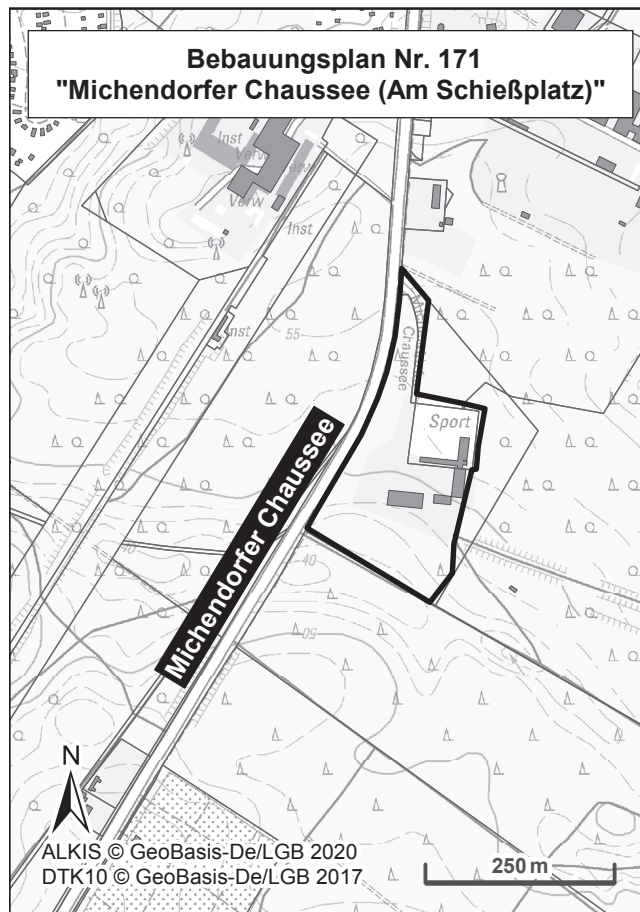 Bebauungsplan Nr. 171
"Michendorfer Chaussee (Am Schießplatz)"
Inst
Verw
Verw
Verw
Inst
Inst
55
Chaussee
Sport
Michendorfer Chaussee
40
40
50
N
ALKIS © GeoBasis-De/LGB 2020
DTK10 © GeoBasis-De/LGB 2017
250 m